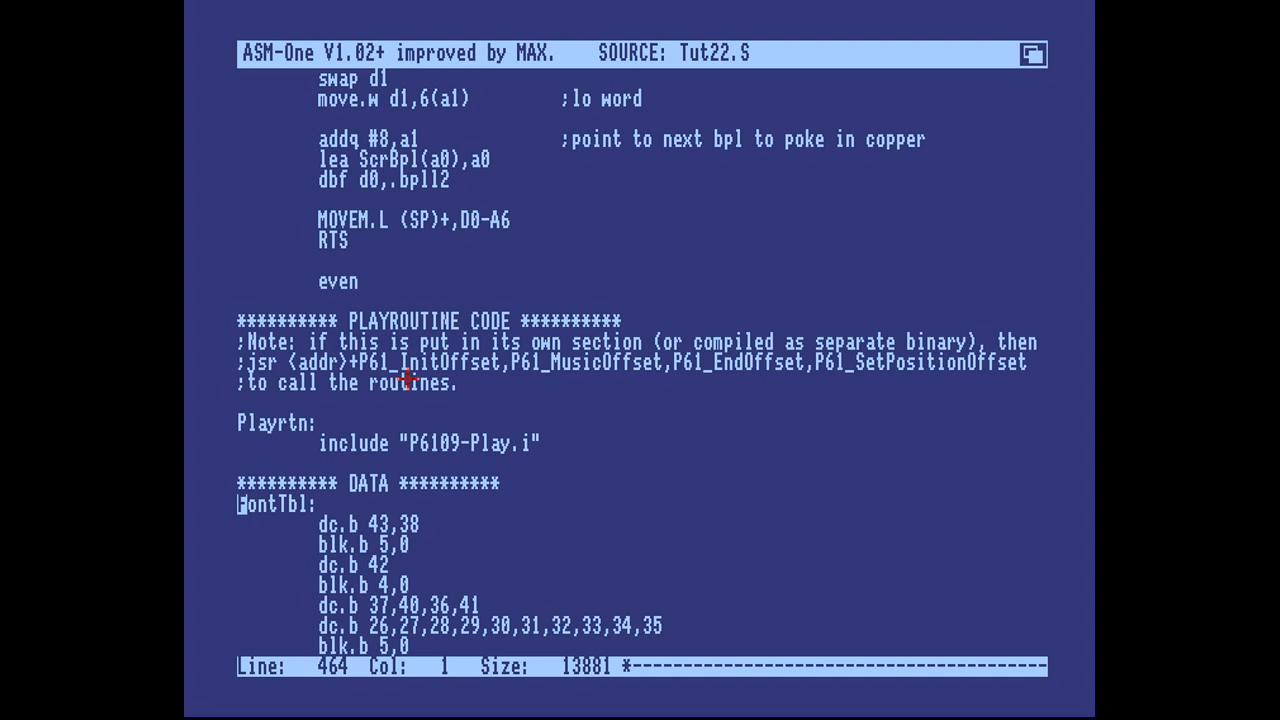 ASM-One V1.02+ improved by MAX.    SOURCE: Tut22.S
swap d1
move.w d1,6(a1)         ;lo word
addq #8,a1              ;point to next bpl to poke in copper
lea ScrBpl(a0),a0
dbf d0,.bpll2
MOVEM.L (SP)+,D0-A6
RTS
even
********** PLAYROUTINE CODE **********
;Note: if this is put in its own section (or compiled as separate binary), then
;jsr <addr>+P61_InitOffset,P61_MusicOffset,P61_EndOffset,P61_SetPositionOffset
;to call the routines.
Playrtn:
include "P6109-Play.i"
********** DATA **********
FontTbl:
dc.b 43,38
blk.b 5,0
dc.b 42
blk.b 4,0
dc.b 37,40,36,41
dc.b 26,27,28,29,30,31,32,33,34,35
blk.b 5,0
Line:   464  Col:    1   Size:   13881 *-----------------------------------------